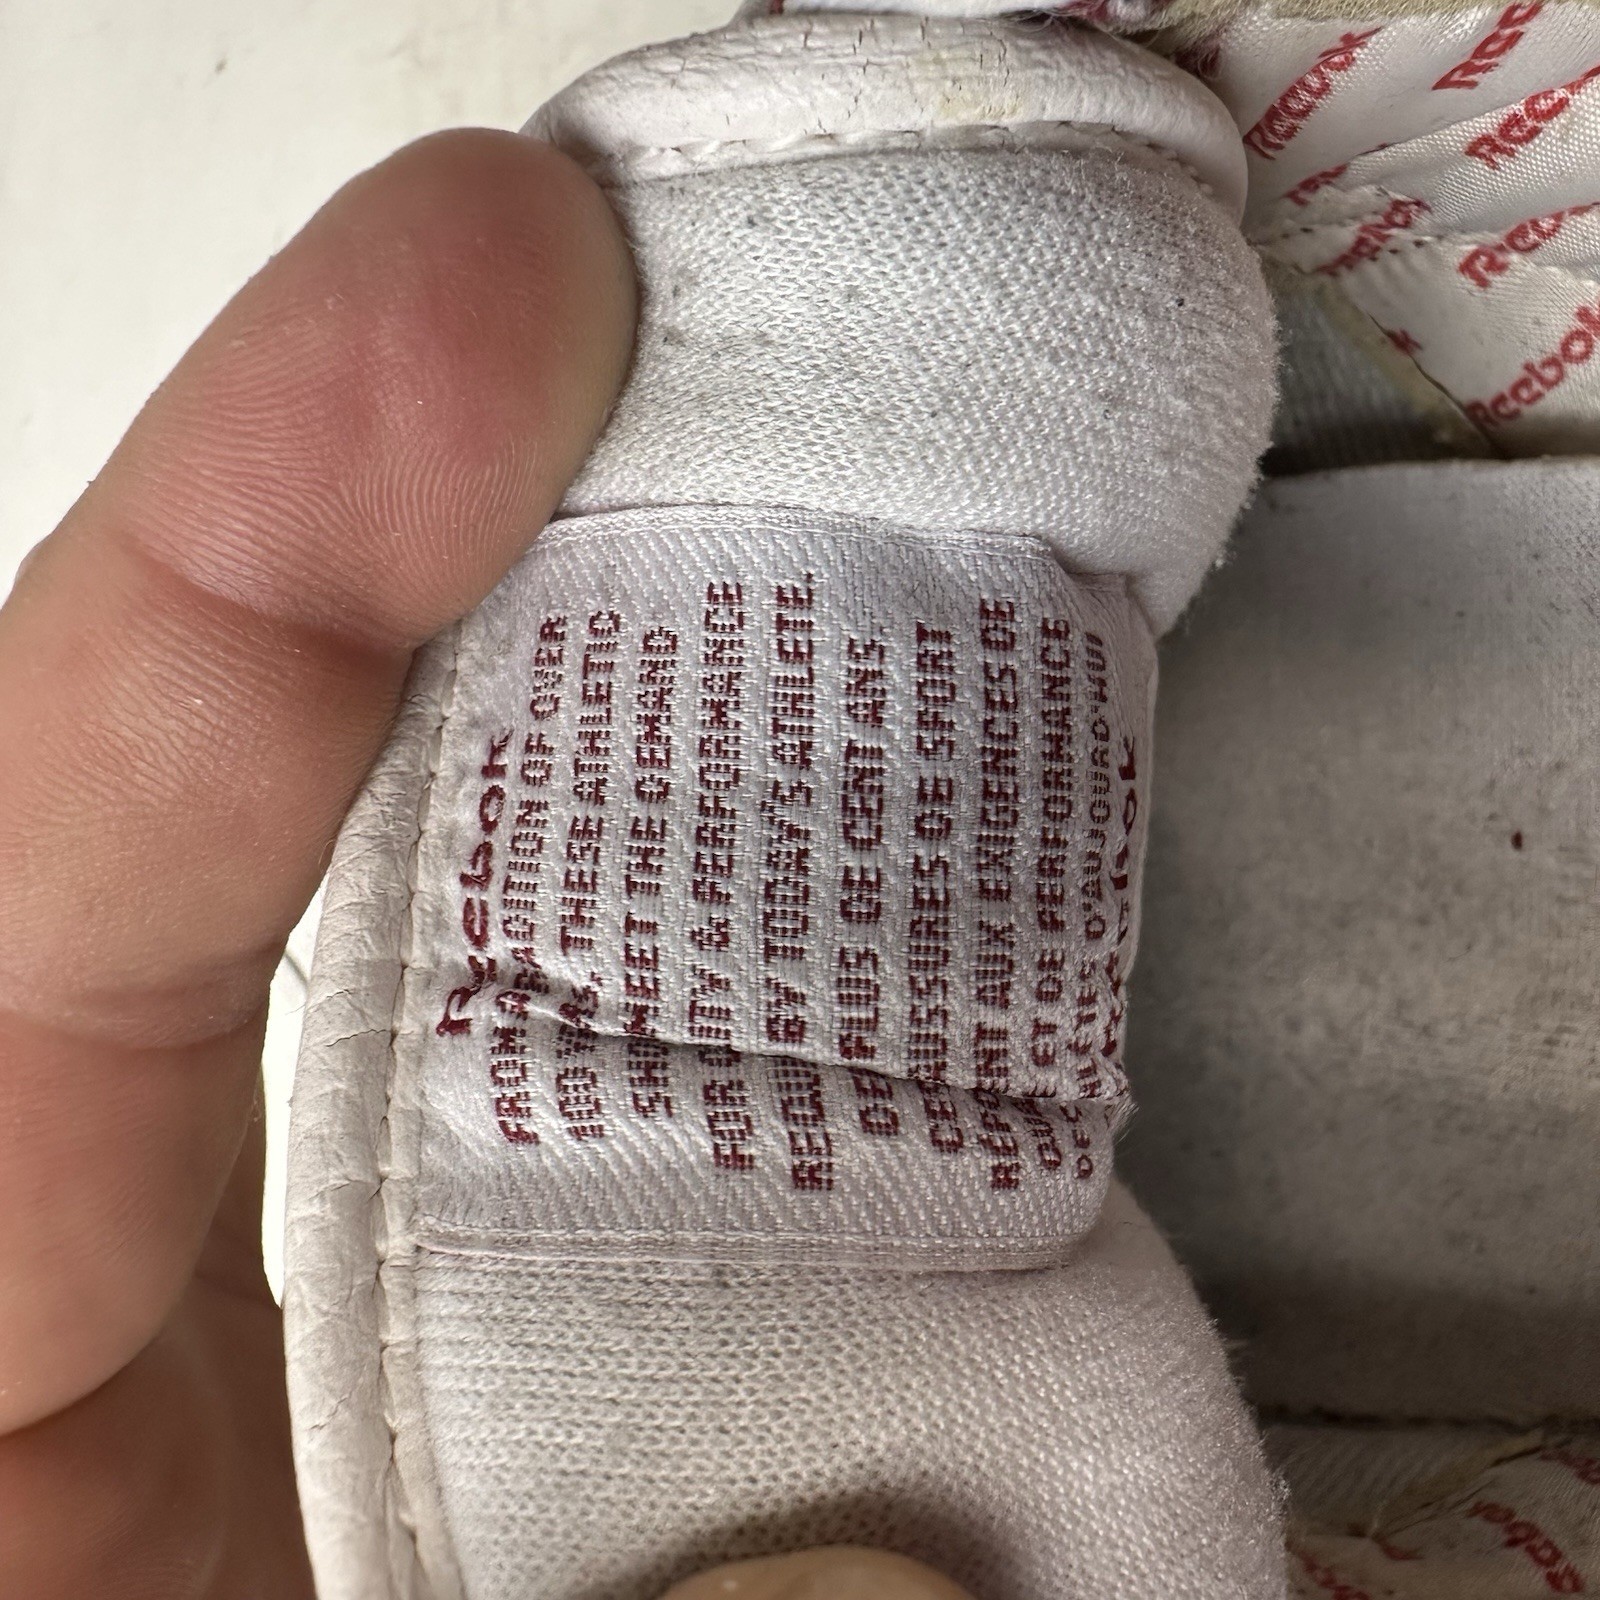 Reebok
FROM A TRADITION OF OVER
100 YRS. THESE ATHLETIC
SHOES MEET THE DEMAND
FOR QUALITY & PERFORMANCE
REQUIRED BY TODAY'S ATHLETE.
DEPUIS PLUS DE CENT ANS.
CES CHAUSSURES DE SPORT
RÉPONDENT AUX EXIGENCES DE
QUALITÉ ET DE PERFORMANCE
DES ATHLETES D'AUJOURD'HUI
Reebok
Reebok
Reebok
Reebok
Reebok
Reebok